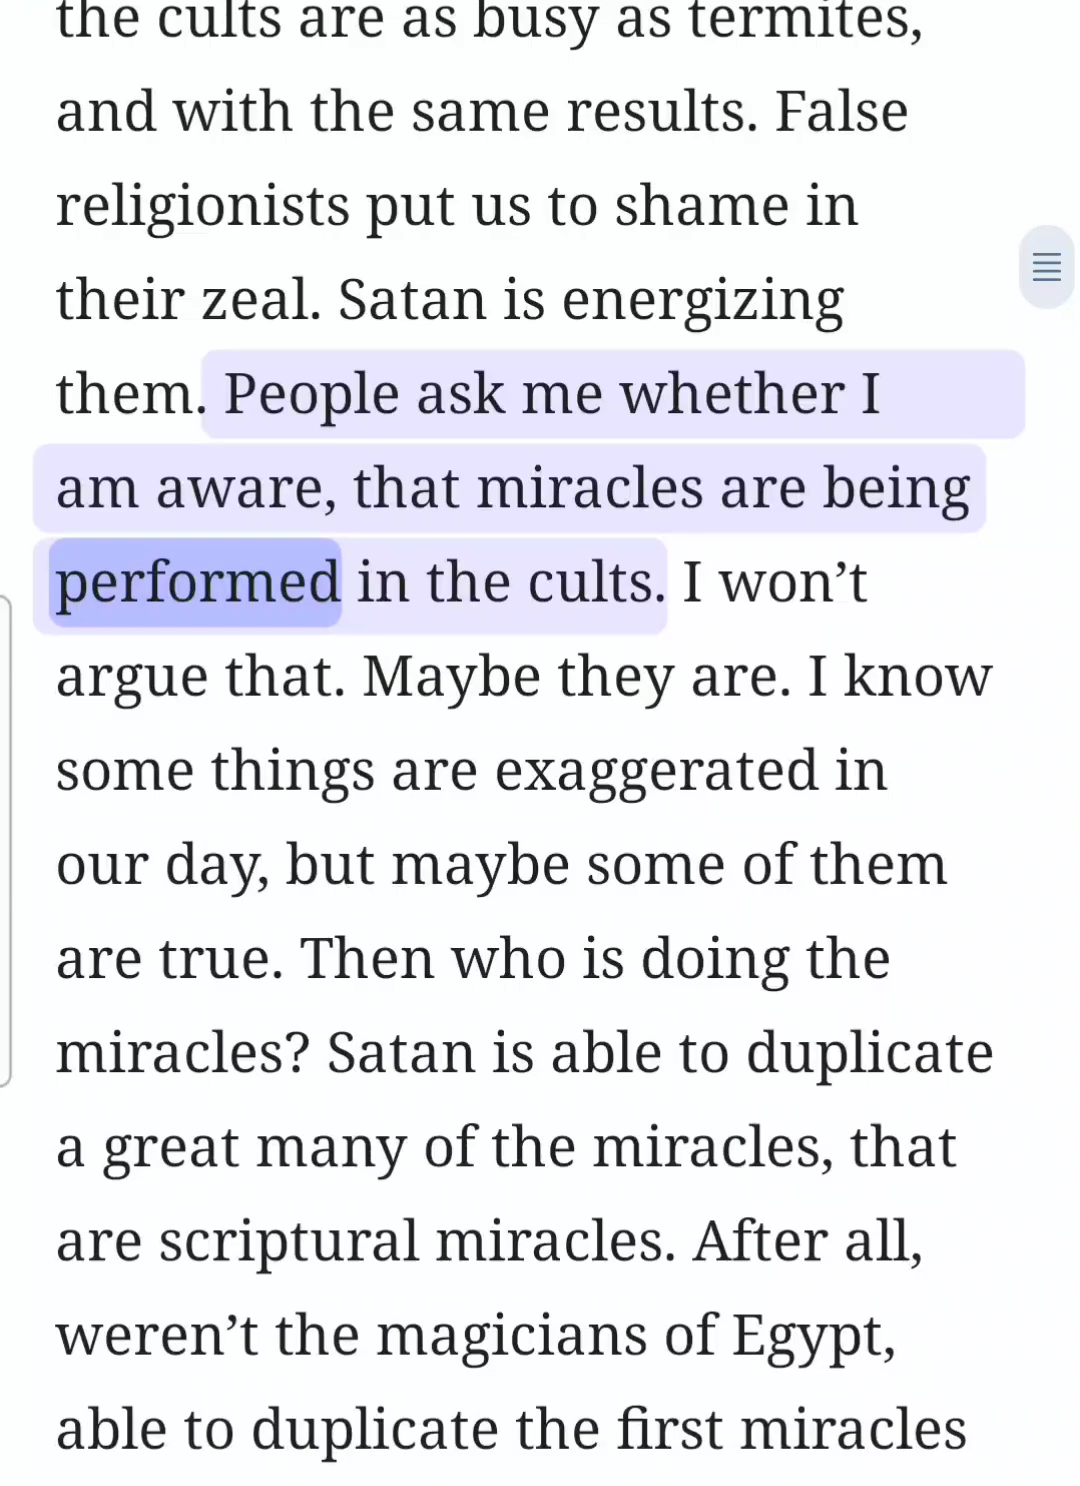 the cults are as busy as termites,
and with the same results. False
religionists put us to shame in
their zeal. Satan is energizing
them. People ask me whether I
am aware, that miracles are being
performed in the cults. I won’t
argue that. Maybe they are. I know
some things are exaggerated in
our day, but maybe some of them
are true. Then who is doing the
miracles? Satan is able to duplicate
a great many of the miracles, that
are scriptural miracles. After all,
weren’t the magicians of Egypt,
able to duplicate the first miracles